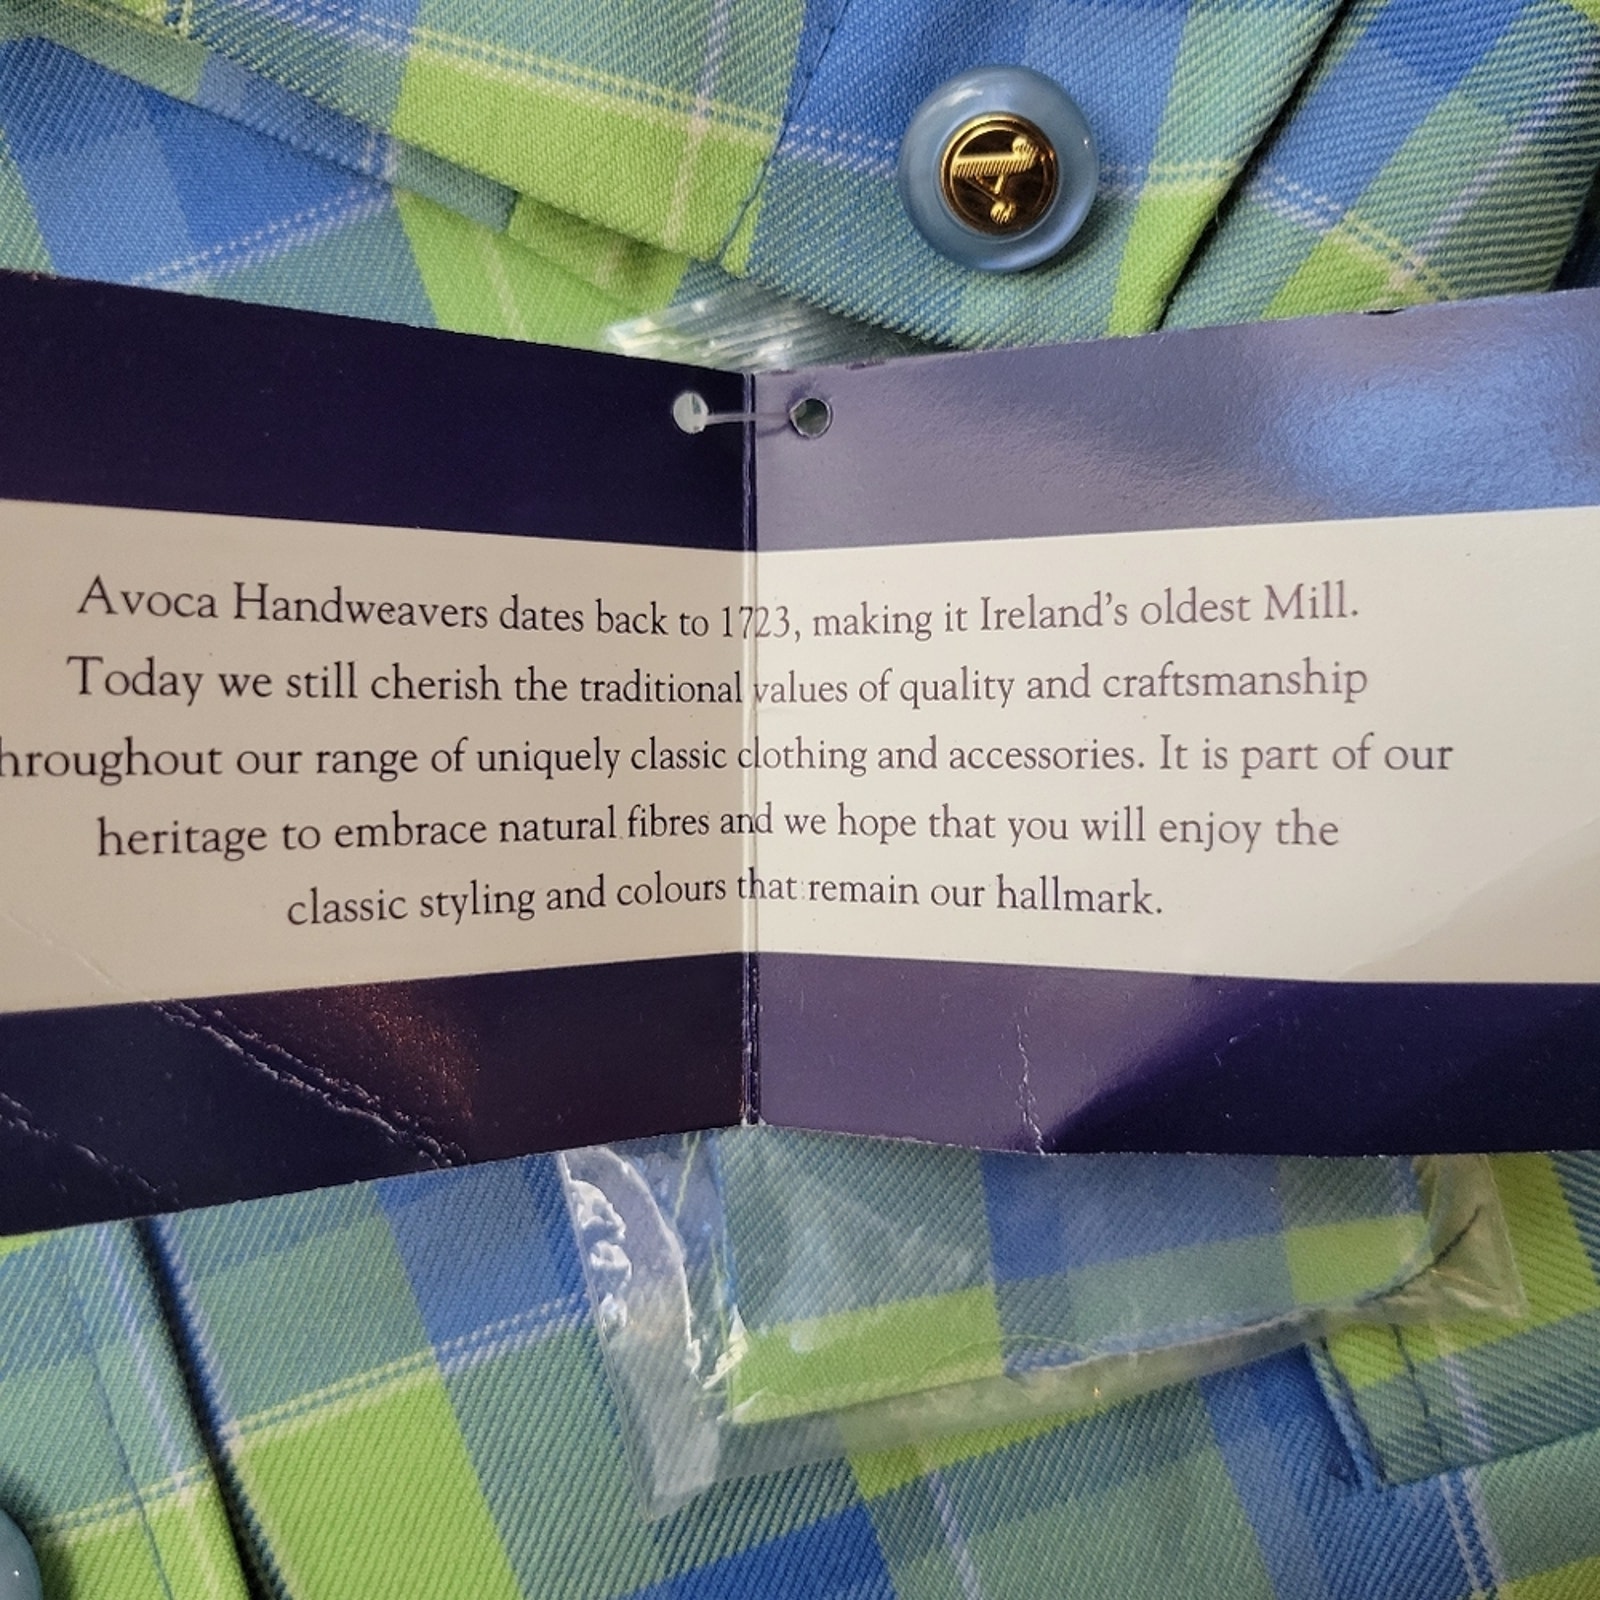 Avoca Handweavers dates back to 1723, making it Ireland's oldest Mill.
Today we still cherish the traditional values of quality and craftsmanship
hroughout our range of uniquely classic clothing and accessories. It is part of our
heritage to embrace natural fibres and we hope that you will enjoy the
classic styling and colours that remain our hallmark.